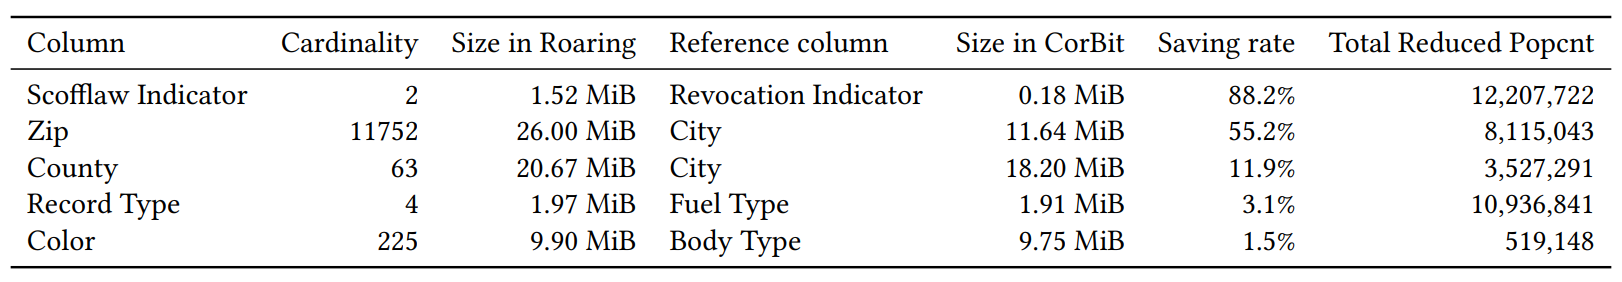 Column Cardinality Size in Roaring Reference column Size in CorBit Saving rate Total Reduced Popcnt
Scofflaw Indicator 2 1.52 MiB Revocation Indicator 0.18 MiB 88.2% 12,207,722
Zip 11752 26.00 MiB City 11.64 MiB 55.2% 8,115,043
County 63 20.67 MiB City 18.20 MiB 11.9% 3,527,291
Record Type 4 1.97 MiB Fuel Type 1.91 MiB 3.1% 10,936,841
Color 225 9.90 MiB Body Type 9.75 MiB 1.5% 519,148